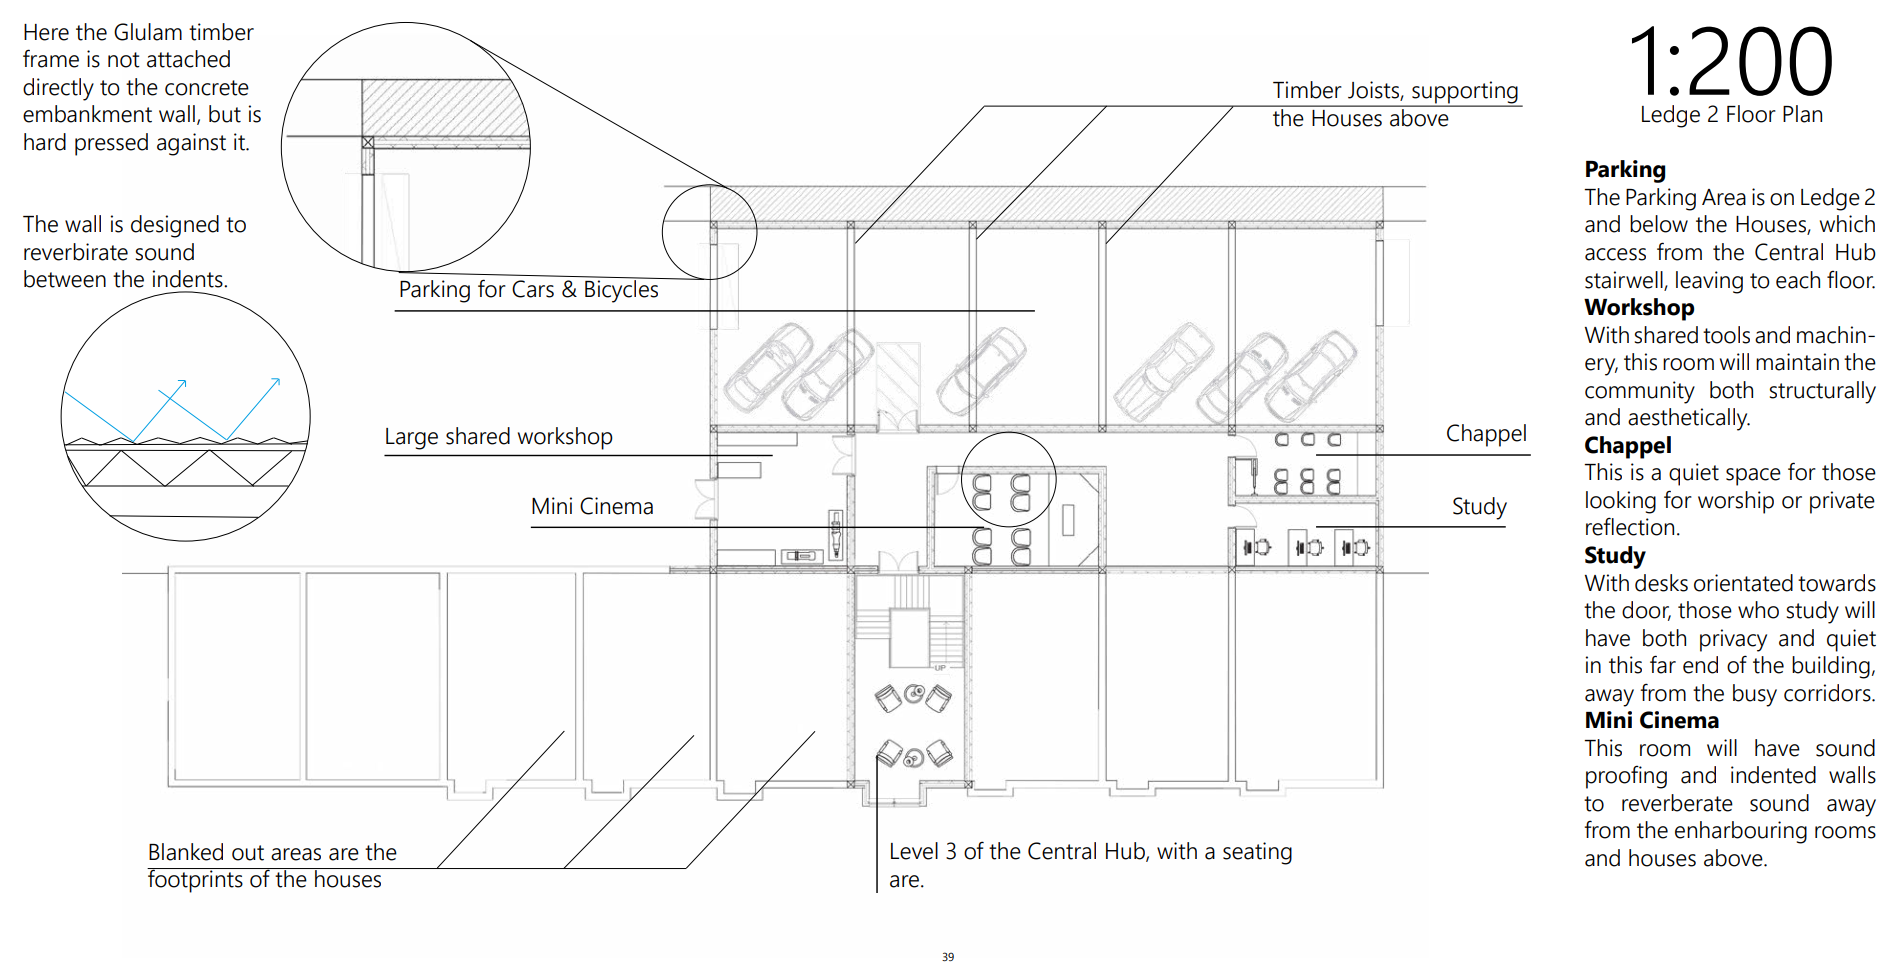 Here the Glulam timber
frame is not attached
directly to the concrete
embankment wall, but is
hard pressed against it.
The wall is designed to
reverbirate sound
between the indents.
Timber Joists, supporting
the Houses above
Parking for Cars & Bicycles
Large shared workshop
Mini Cinema
Chappel
Study
UP
Blanked out areas are the
footprints of the houses
Level 3 of the Central Hub, with a seating
are.
1:200
Ledge 2 Floor Plan
Parking
The Parking Area is on Ledge 2
and below the Houses, which
access from the Central Hub
stairwell, leaving to each floor.
Workshop
With shared tools and machin-
ery, this room will maintain the
community both structurally
and aesthetically.
Chappel
This is a quiet space for those
looking for worship or private
reflection.
Study
With desks orientated towards
the door, those who study will
have both privacy and quiet
in this far end of the building,
away from the busy corridors.
Mini Cinema
This room will have sound
proofing and indented walls
to reverberate sound away
from the enharbouring rooms
and houses above.
39